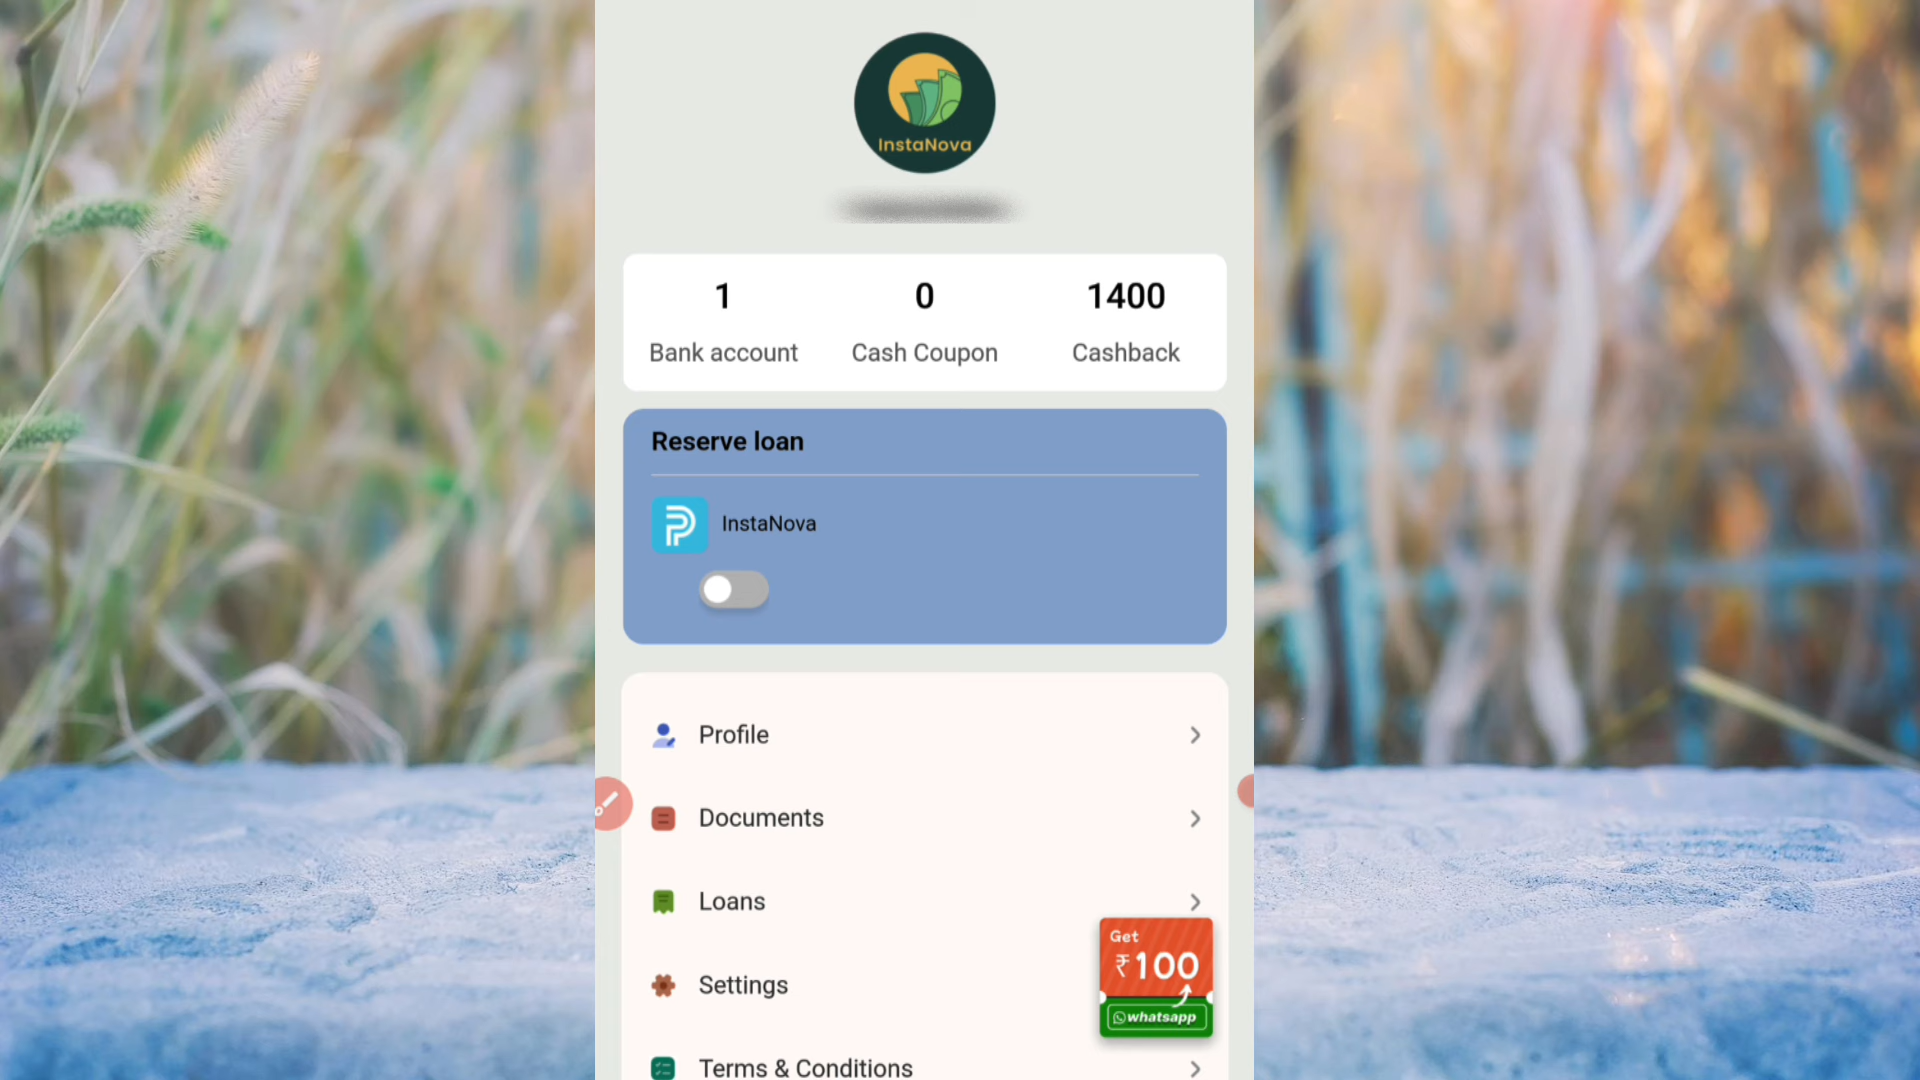 InstaNova
1 0 1400
Bank account Cash Coupon Cashback
Reserve loan
InstaNova
Profile
Documents
Loans
Get
₹100
whatsapp
Settings
Terms & Conditions